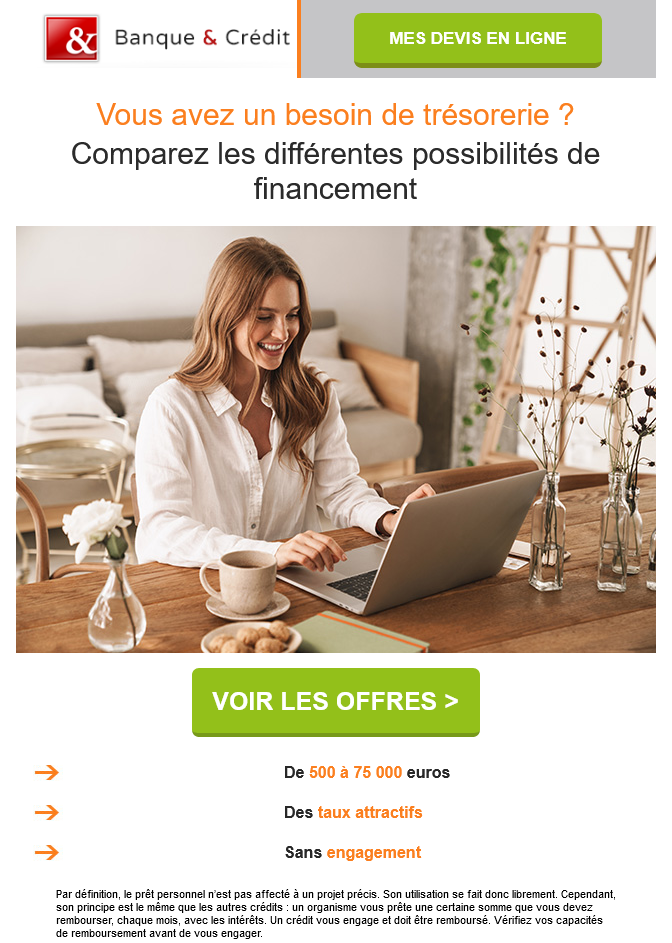 & Banque & Crédit
MES DEVIS EN LIGNE
Vous avez un besoin de trésorerie ?
Comparez les différentes possibilités de
financement
VOIR LES OFFRES >
De 500 à 75 000 euros
Des taux attractifs
Sans engagement
Par définition, le prêt personnel n'est pas affecté à un projet précis. Son utilisation se fait donc librement. Cependant,
son principe est le même que les autres crédits : un organisme vous prête une certaine somme que vous devez
rembourser, chaque mois, avec les intérêts. Un crédit vous engage et doit être remboursé. Vérifiez vos capacités
de remboursement avant de vous engager.